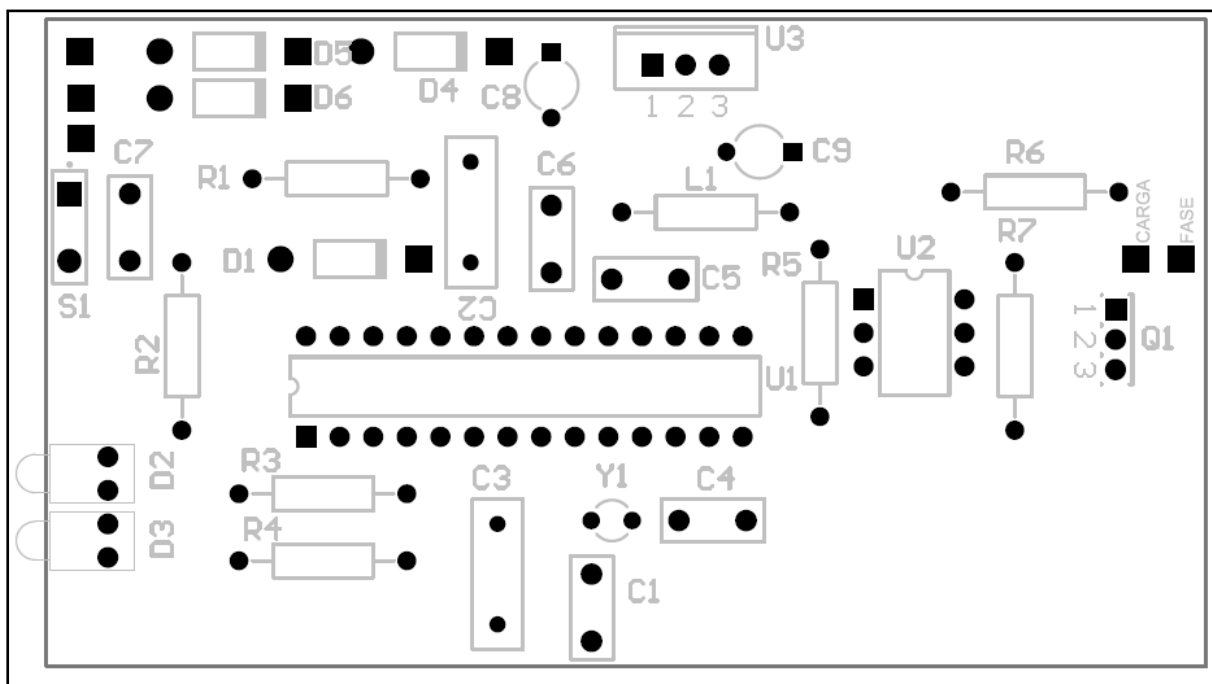 D5
D4
C8
U3
D6
1 2 3
C7
R1
C6
C9
R6
L1
CARGA
FASE
D1
C5
R5
U2
R7
S1
C2
R2
U1
1
2
3
Q1
D2
R3
C3
Y1
C4
D3
R4
C1